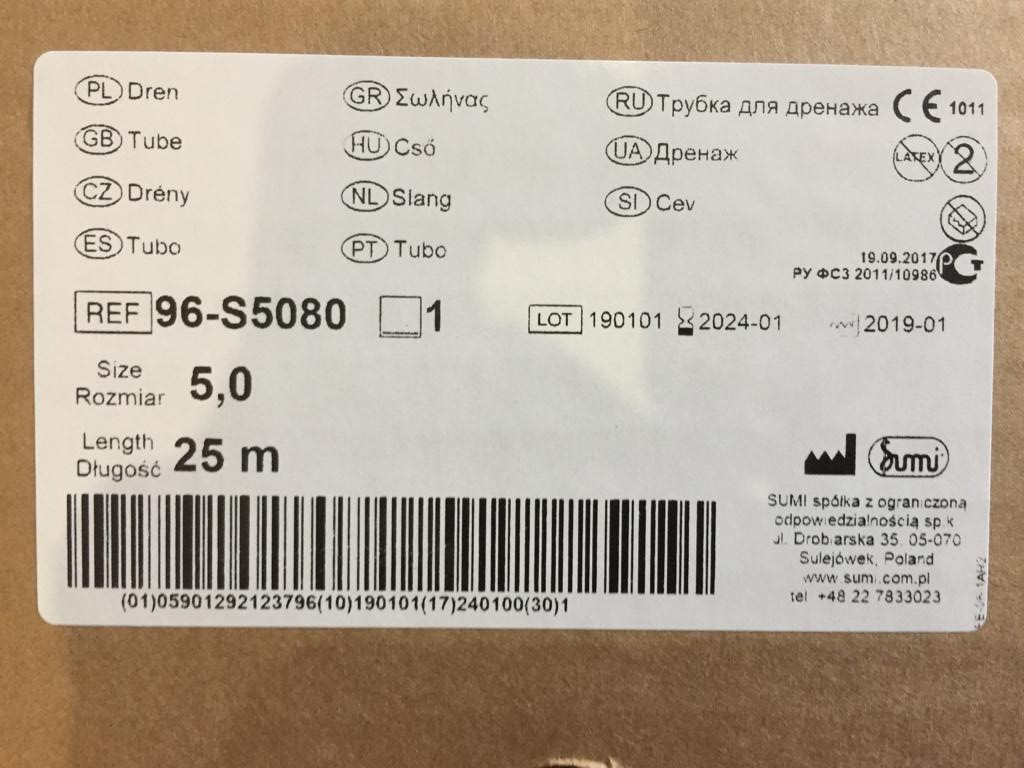 PL Dren
GB Tube
CZ Drény
ES Tubo
GR Σωλήνας
HU Cső
NL Slang
PT Tubo
RU Трубка для дренажа
UA Дренаж
SI Cev
CE 1011
LATEX
2
19.09.2017
РУ ФСЗ 2011/10986
РСТ
REF 96-S5080 1
LOT 190101 2024-01 2019-01
Size
Rozmiar 5,0
Length
Długość 25 m
(01)05901292123796(10)190101(17)240100(30)1
Sumi
SUMI spółka z ograniczoną
odpowiedzialnością sp.k
ul. Drobiarska 35. 05-070
Sulejówek, Poland
www.sumi.com.pl
tel +48 22 7833023